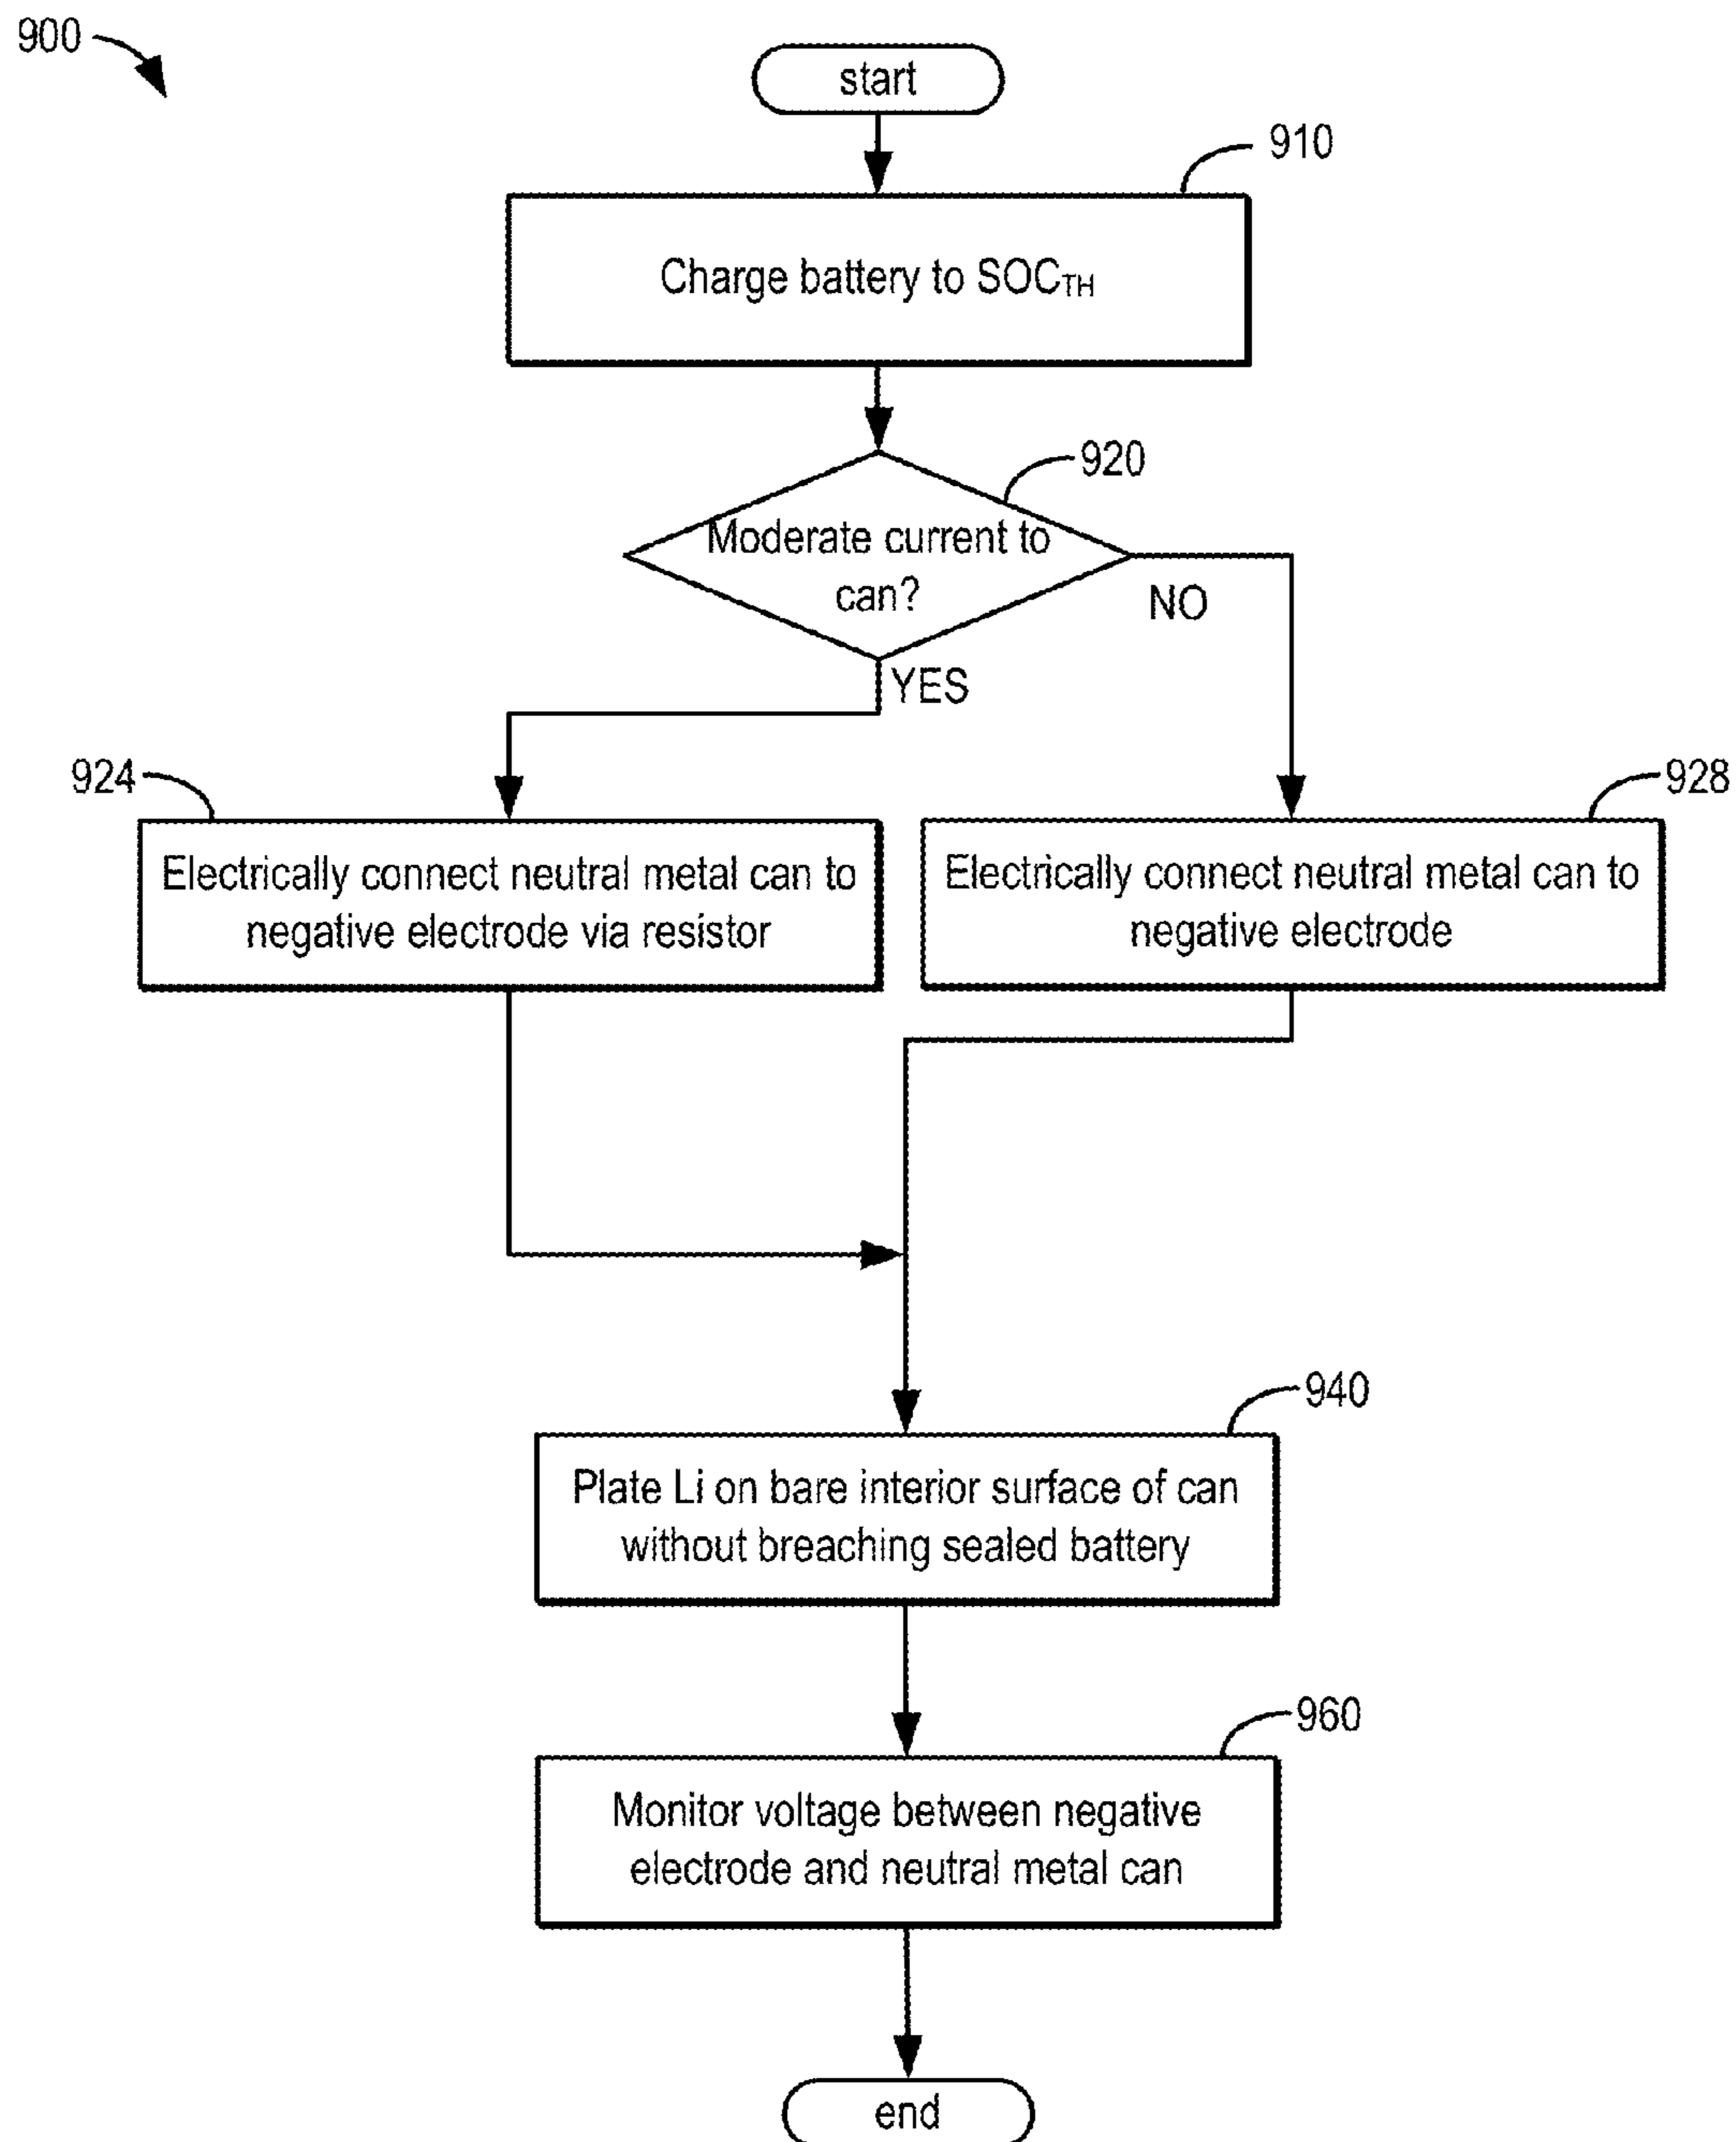 900
start
910
Charge battery to SOCTH
920
Moderate current to
can?
NO
YES
924
928
Electrically connect neutral metal can to
negative electrode via resistor
Electrically connect neutral metal can to
negative electrode
940
Plate Li on bare interior surface of can
without breaching sealed battery
960
Monitor voltage between negative
electrode and neutral metal can
end